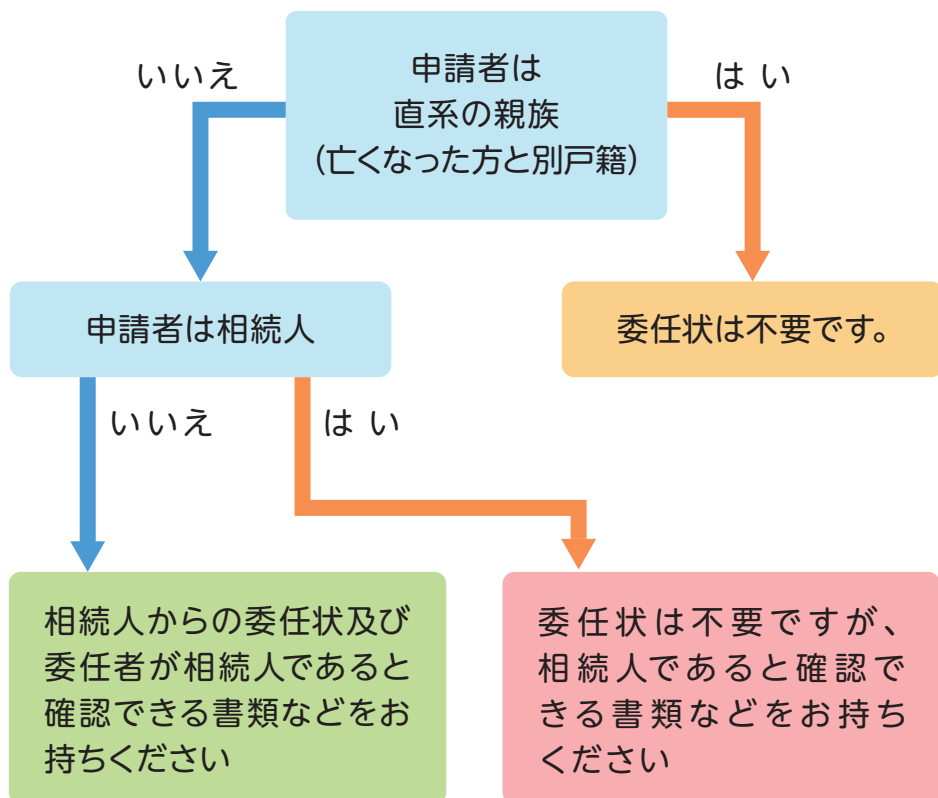 申請者は
直系の親族
(亡くなった方と別戸籍)
いいえ
はい
申請者は相続人
委任状は不要です。
いいえ
はい
相続人からの委任状及び
委任者が相続人であると
確認できる書類などをお
持ちください
委任状は不要ですが、
相続人であると確認で
きる書類などをお持ち
ください